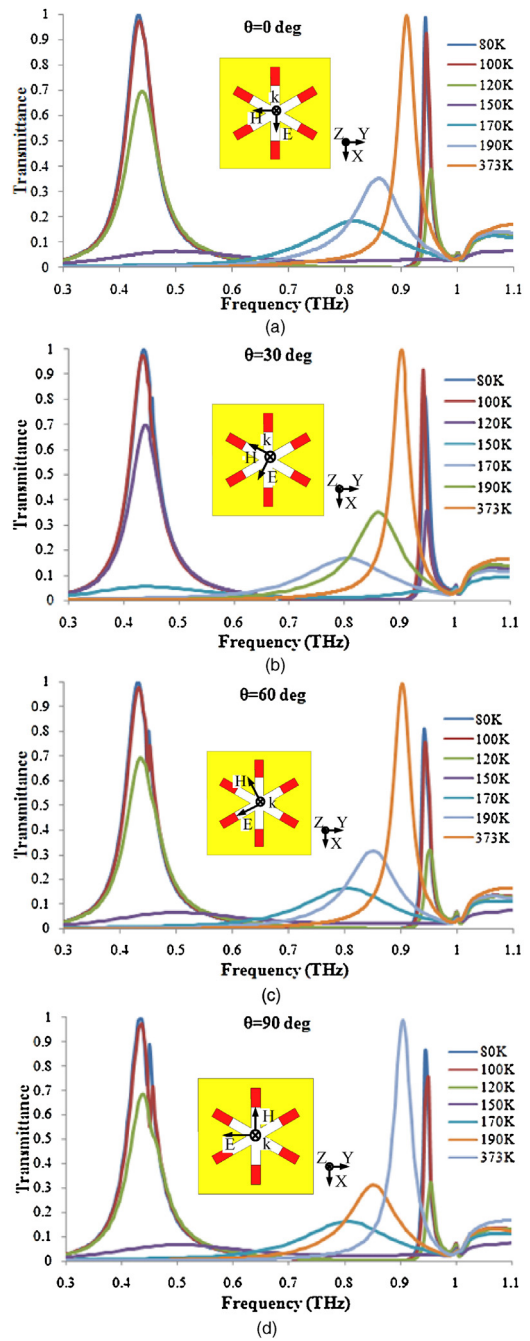 θ=0 deg
Transmittance
1
0.9
0.8
0.7
0.6
0.5
0.4
0.3
0.2
0.1
0
k
H
E
Z Y
X
80K
100K
120K
150K
170K
190K
373K
0.3 0.4 0.5 0.6 0.7 0.8 0.9 1 1.1
Frequency (THz)
(a)
θ=30 deg
Transmittance
1
0.9
0.8
0.7
0.6
0.5
0.4
0.3
0.2
0.1
0
k
H
E
Z Y
X
80K
100K
120K
150K
170K
190K
373K
0.3 0.4 0.5 0.6 0.7 0.8 0.9 1 1.1
Frequency (THz)
(b)
θ=60 deg
Transmittance
1
0.9
0.8
0.7
0.6
0.5
0.4
0.3
0.2
0.1
0
H
k
E
Z Y
X
80K
100K
120K
150K
170K
190K
373K
0.3 0.4 0.5 0.6 0.7 0.8 0.9 1 1.1
Frequency (THz)
(c)
θ=90 deg
Transmittance
1
0.9
0.8
0.7
0.6
0.5
0.4
0.3
0.2
0.1
0
H
E
k
Z Y
X
80K
100K
120K
150K
170K
190K
373K
0.3 0.4 0.5 0.6 0.7 0.8 0.9 1 1.1
Frequency (THz)
(d)